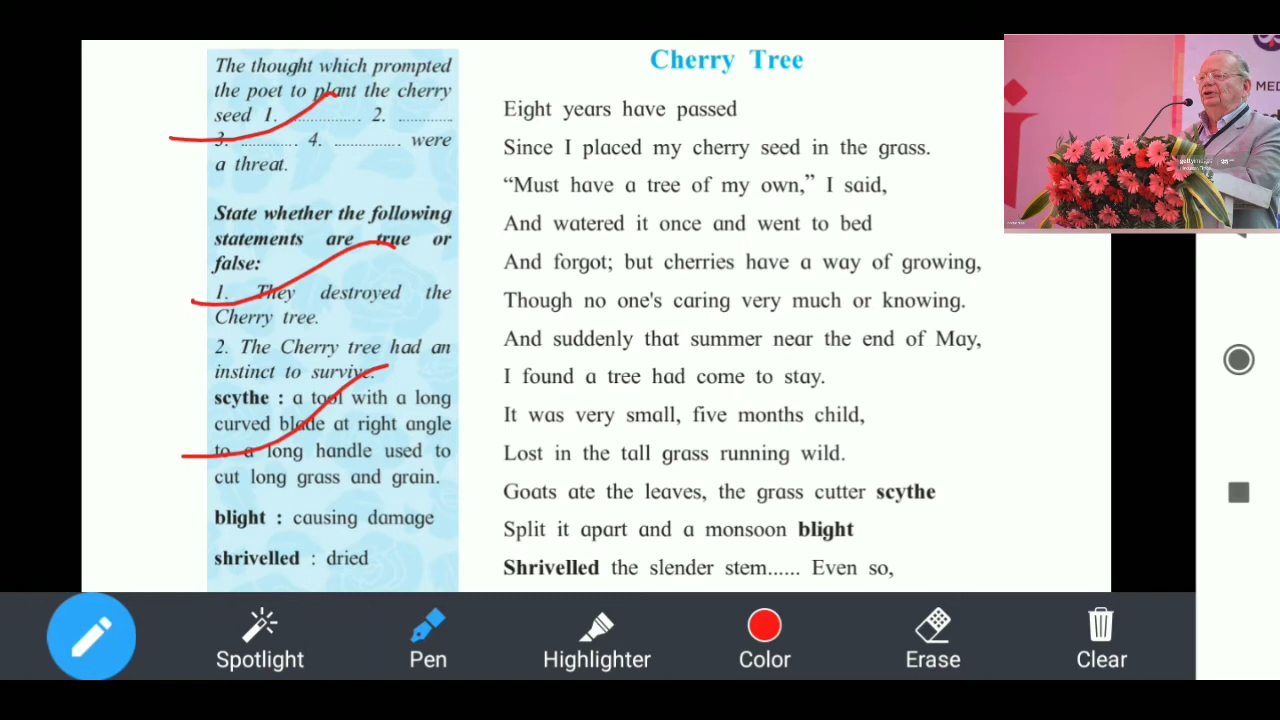 The thought which prompted
the poet to plant the cherry
seed 1. .................. 2. ..............
3. ............... 4. ................. were
a threat.
State whether the following
statements are true or
false:
1. They destroyed the
Cherry tree.
2. The Cherry tree had an
instinct to survive.
scythe : a tool with a long
curved blade at right angle
to a long handle used to
cut long grass and grain.
blight : causing damage
shrivelled : dried
Cherry Tree
Eight years have passed
Since I placed my cherry seed in the grass.
“Must have a tree of my own,” I said,
And watered it once and went to bed
And forgot; but cherries have a way of growing,
Though no one's caring very much or knowing.
And suddenly that summer near the end of May,
I found a tree had come to stay.
It was very small, five months child,
Lost in the tall grass running wild.
Goats ate the leaves, the grass cutter scythe
Split it apart and a monsoon blight
Shrivelled the slender stem...... Even so,
MED
Spotlight
Pen
Highlighter
Color
Erase
Clear